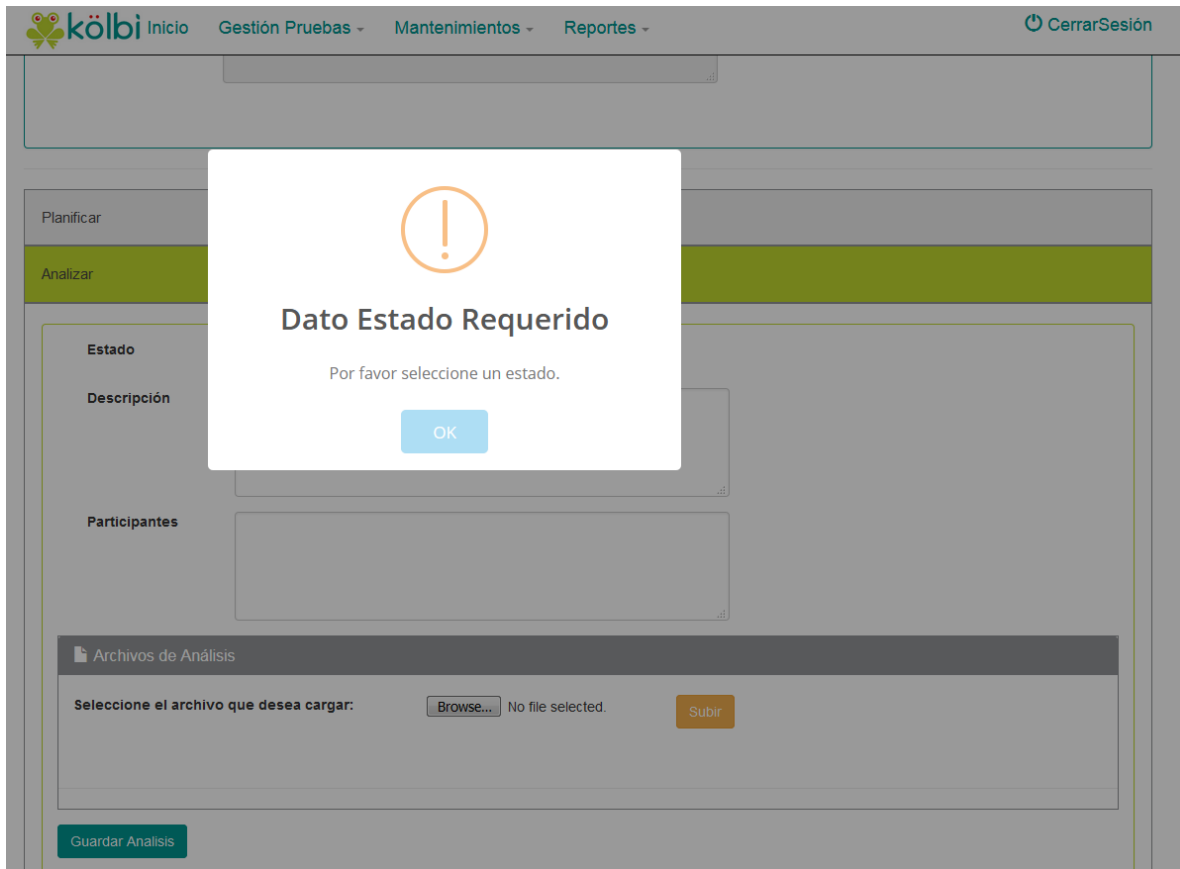 kölbi Inicio Gestión Pruebas Mantenimientos Reportes CerrarSesión
Planificar
Analizar
Dato Estado Requerido
Por favor seleccione un estado.
OK
Estado
Descripción
Participantes
Archivos de Análisis
Seleccione el archivo que desea cargar: Browse... No file selected. Subir
Guardar Analisis